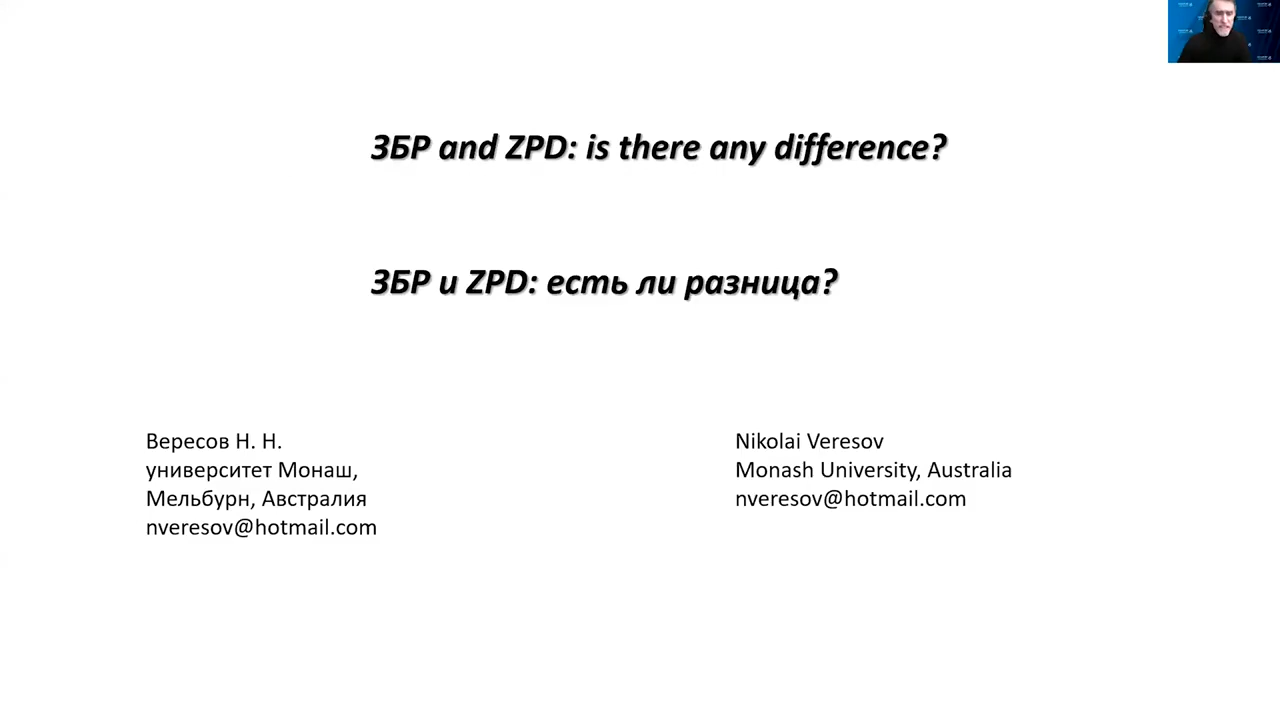 ЗБР and ZPD: is there any difference?
ЗБР и ZPD: есть ли разница?
Вересов Н. Н.
университет Монаш,
Мельбурн, Австралия
nveresov@hotmail.com
Nikolai Veresov
Monash University, Australia
nveresov@hotmail.com